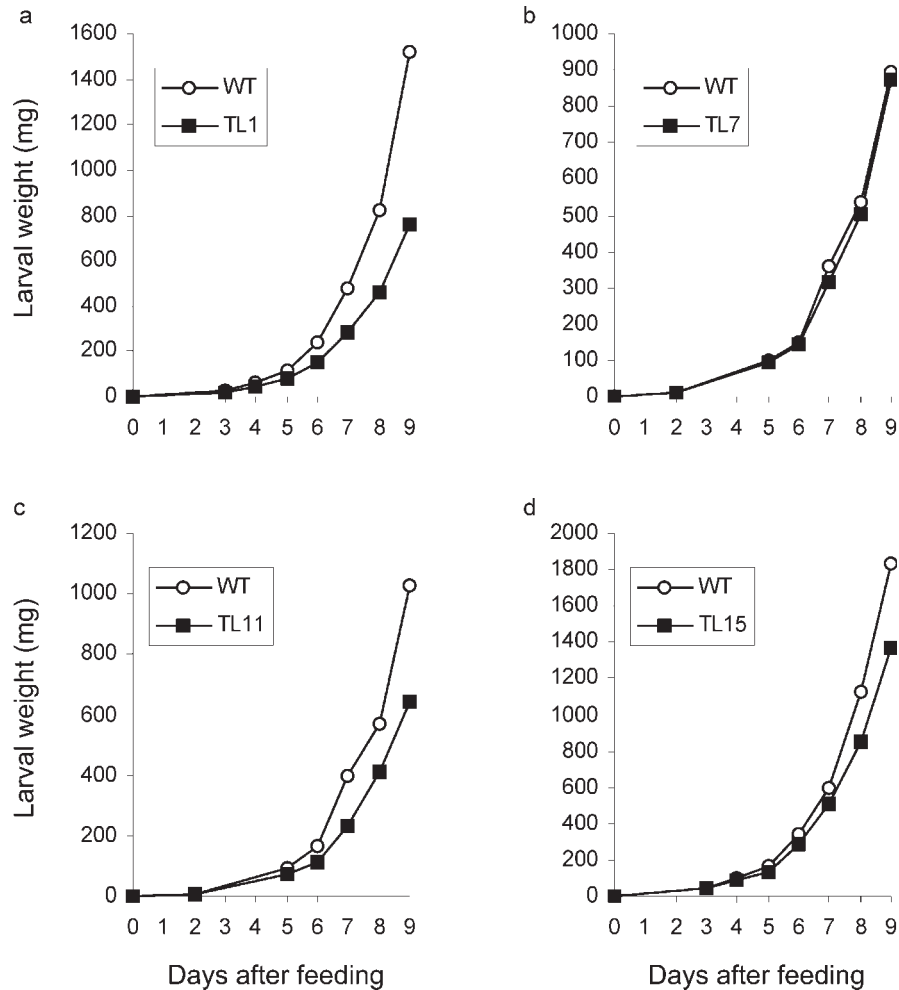 a
1600
1400
1200
1000
800
600
400
200
0
Larval weight (mg)
WT
TL1
0 1 2 3 4 5 6 7 8 9
b
1000
900
800
700
600
500
400
300
200
100
0
WT
TL7
0 1 2 3 4 5 6 7 8 9
c
1200
1000
800
600
400
200
0
Larval weight (mg)
WT
TL11
0 1 2 3 4 5 6 7 8 9
Days after feeding
d
2000
1800
1600
1400
1200
1000
800
600
400
200
0
WT
TL15
0 1 2 3 4 5 6 7 8 9
Days after feeding